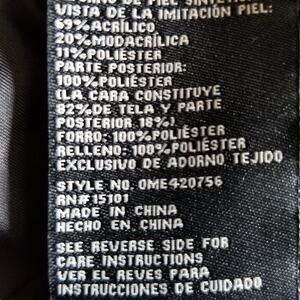 VISTA DE LA IMITACIÓN PIEL:
69% ACRÍLICO
20% MODACRÍLICA
11% POLIÉSTER
PARTE POSTERIOR:
100% POLIÉSTER
(LA CARA CONSTITUYE
82% DE TELA Y PARTE
POSTERIOR 18%)
FORRO: 100% POLIÉSTER
RELLENO: 100% POLIÉSTER
EXCLUSIVO DE ADORNO TEJIDO
STYLE NO. OME420756
RN# 15101
MADE IN CHINA
HECHO EN CHINA
SEE REVERSE SIDE FOR
CARE INSTRUCTIONS
VER EL REVES PARA
INSTRUCCIONES DE CUIDADO